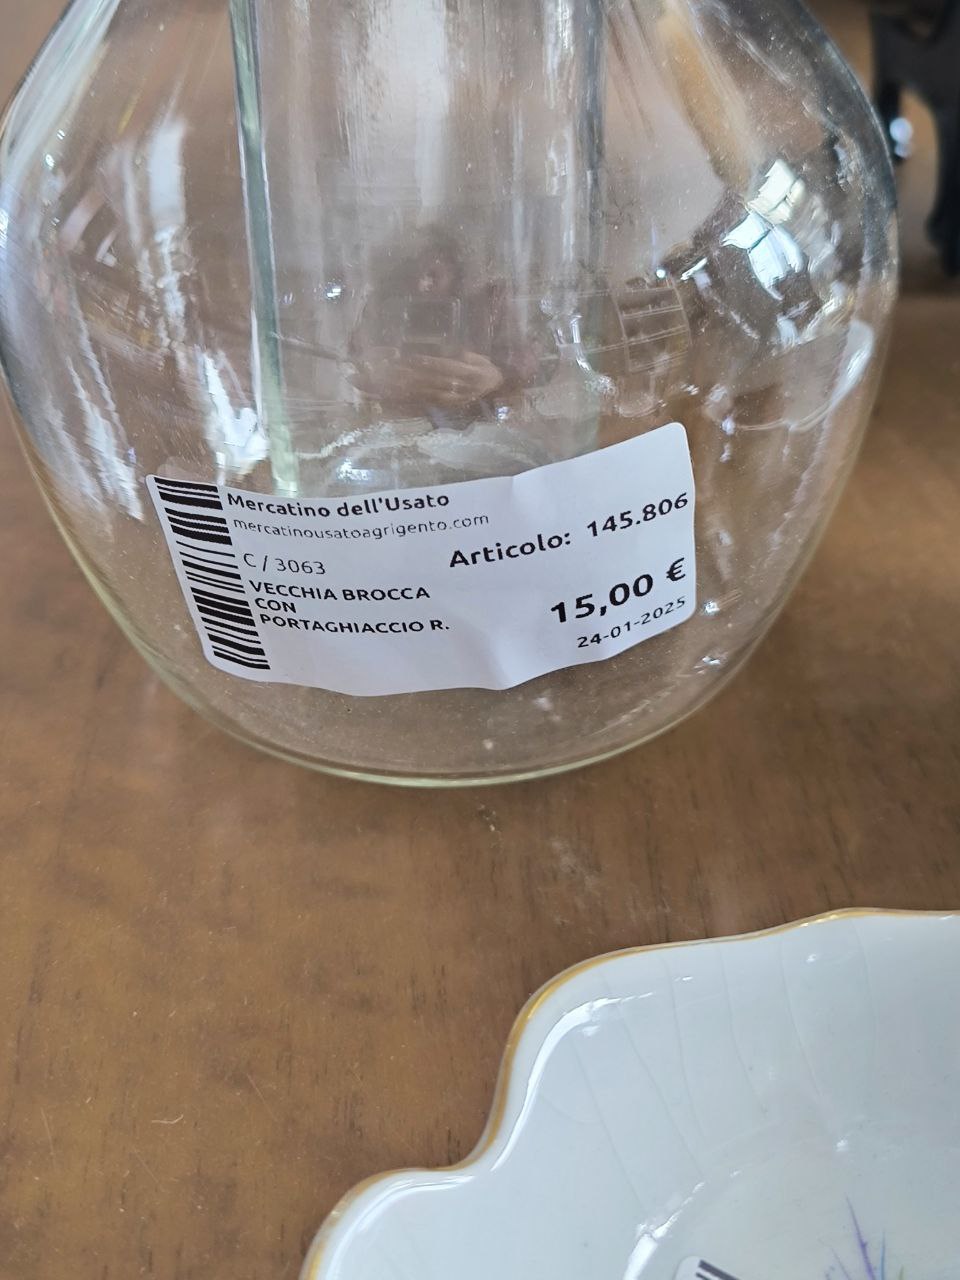 Mercatino dell'Usato
mercatinousatoagrigento.com
C / 3063
Articolo: 145.806
VECCHIA BROCCA
CON
PORTAGHIACCIO R.
15,00 €
24-01-2025